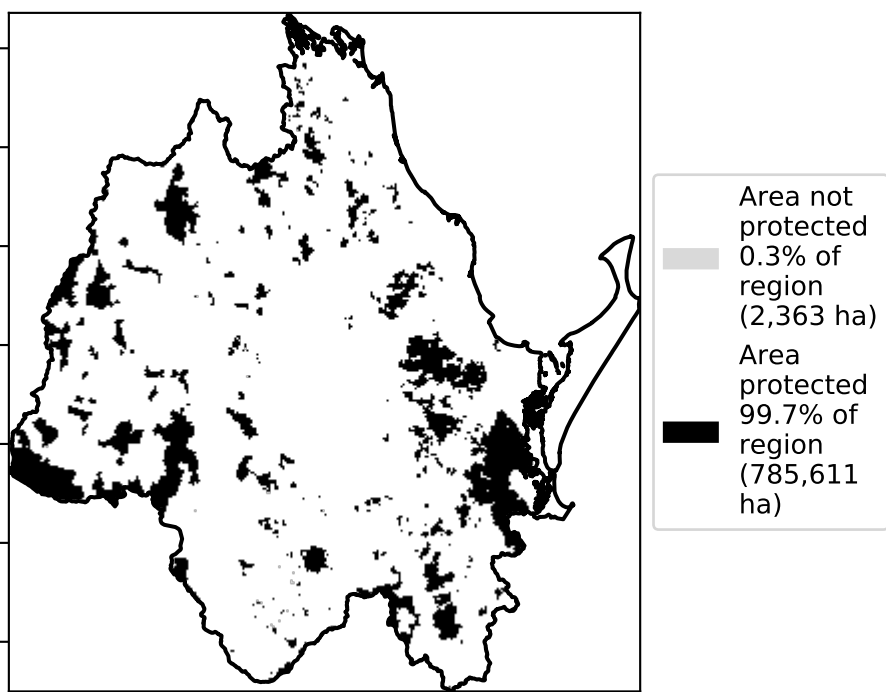 Area not
protected
0.3% of
region
(2,363 ha)
Area
protected
99.7% of
region
(785,611
ha)